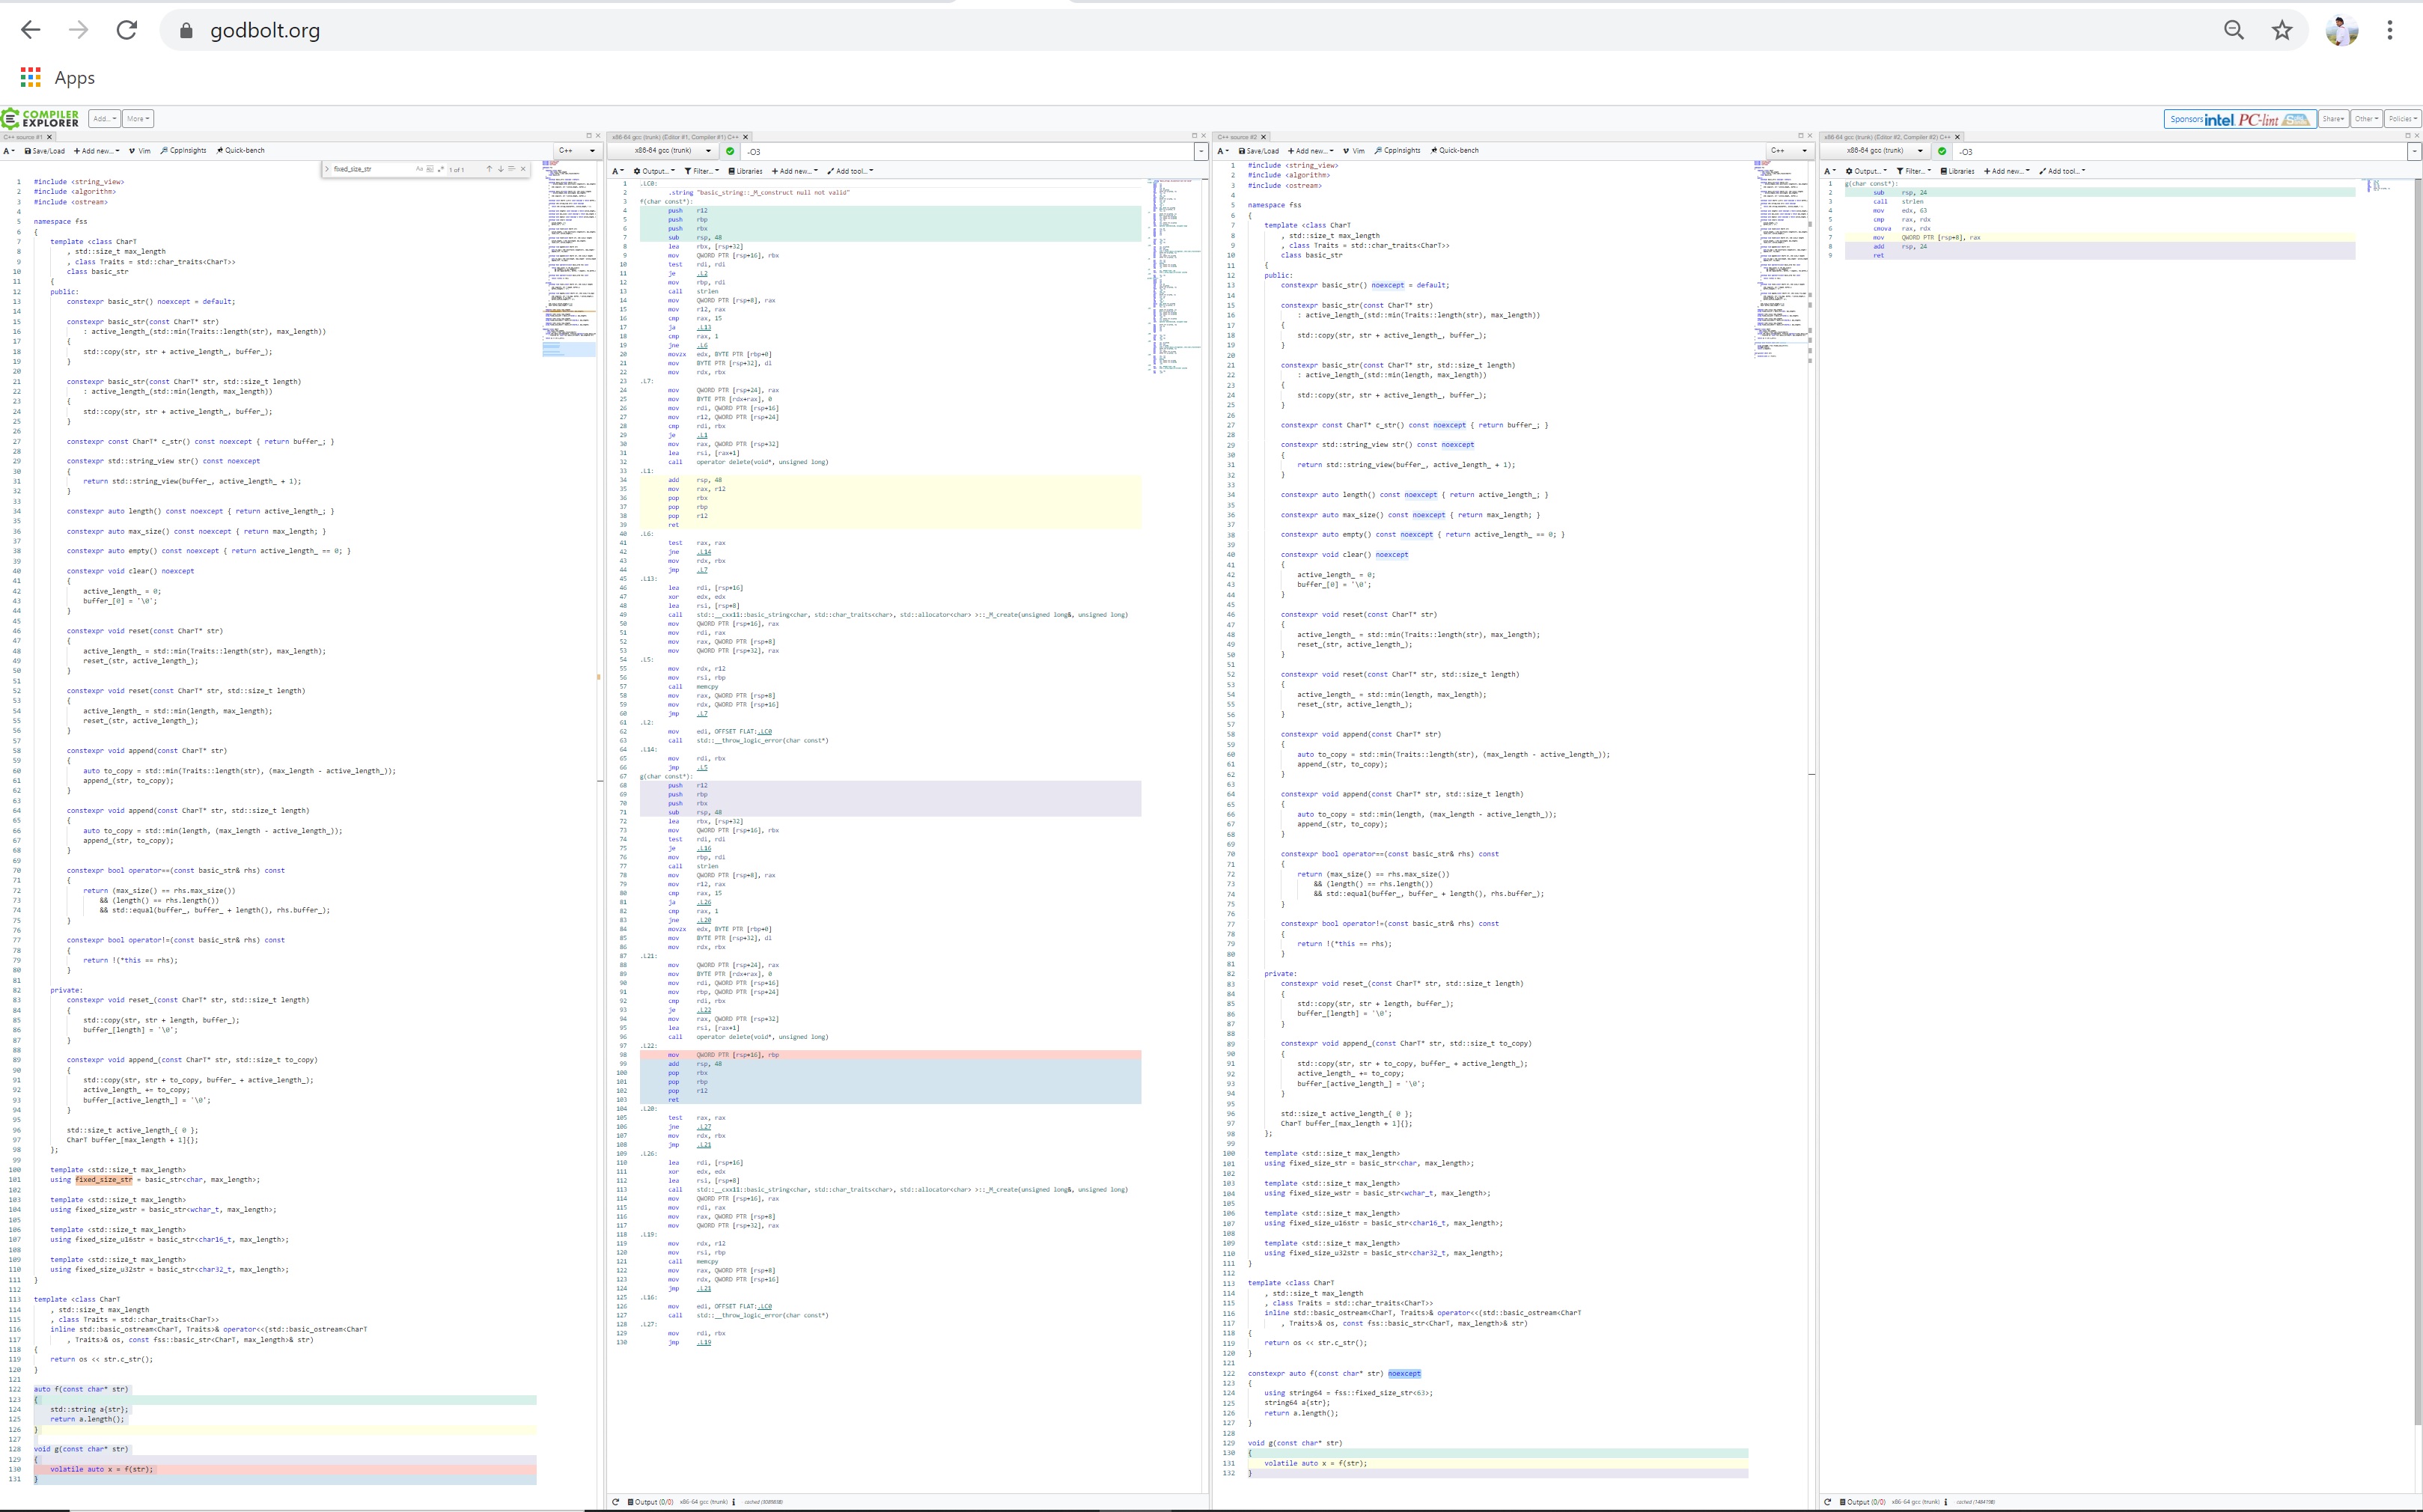 godbolt.org
Apps
COMPILER EXPLORER
Add...
More
Sponsors intel PC-lint
Share
Other
Policies
C++ source #1
A
Save/Load
+ Add new...
Vim
CppInsights
Quick-bench
C++
fixed_size_str
1 of 1
1 #include <string_view>
2 #include <algorithm>
3 #include <ostream>
4
5 namespace fss
6 {
7 template <class CharT
8 , std::size_t max_length
9 , class Traits = std::char_traits<CharT>>
10 class basic_str
11 {
12 public:
13 constexpr basic_str() noexcept = default;
14
15 constexpr basic_str(const CharT* str)
16 : active_length_(std::min(Traits::length(str), max_length))
17 {
18 std::copy(str, str + active_length_, buffer_);
19 }
20
21 constexpr basic_str(const CharT* str, std::size_t length)
22 : active_length_(std::min(length, max_length))
23 {
24 std::copy(str, str + active_length_, buffer_);
25 }
26
27 constexpr const CharT* c_str() const noexcept { return buffer_; }
28
29 constexpr std::string_view str() const noexcept
30 {
31 return std::string_view(buffer_, active_length_ + 1);
32 }
33
34 constexpr auto length() const noexcept { return active_length_; }
35
36 constexpr auto max_size() const noexcept { return max_length; }
37
38 constexpr auto empty() const noexcept { return active_length_ == 0; }
39
40 constexpr void clear() noexcept
41 {
42 active_length_ = 0;
43 buffer_[0] = '\0';
44 }
45
46 constexpr void reset(const CharT* str)
47 {
48 active_length_ = std::min(Traits::length(str), max_length);
49 reset_(str, active_length_);
50 }
51
52 constexpr void reset(const CharT* str, std::size_t length)
53 {
54 active_length_ = std::min(length, max_length);
55 reset_(str, active_length_);
56 }
57
58 constexpr void append(const CharT* str)
59 {
60 auto to_copy = std::min(Traits::length(str), (max_length - active_length_));
61 append_(str, to_copy);
62 }
63
64 constexpr void append(const CharT* str, std::size_t length)
65 {
66 auto to_copy = std::min(length, (max_length - active_length_));
67 append_(str, to_copy);
68 }
69
70 constexpr bool operator==(const basic_str& rhs) const
71 {
72 return (max_size() == rhs.max_size())
73 && (length() == rhs.length())
74 && std::equal(buffer_, buffer_ + length(), rhs.buffer_);
75 }
76
77 constexpr bool operator!=(const basic_str& rhs) const
78 {
79 return !(*this == rhs);
80 }
81
82 private:
83 constexpr void reset_(const CharT* str, std::size_t length)
84 {
85 std::copy(str, str + length, buffer_);
86 buffer_[length] = '\0';
87 }
88
89 constexpr void append_(const CharT* str, std::size_t to_copy)
90 {
91 std::copy(str, str + to_copy, buffer_ + active_length_);
92 active_length_ += to_copy;
93 buffer_[active_length_] = '\0';
94 }
95
96 std::size_t active_length_{ 0 };
97 CharT buffer_[max_length + 1]{};
98 };
99
100 template <std::size_t max_length>
101 using fixed_size_str = basic_str<char, max_length>;
102
103 template <std::size_t max_length>
104 using fixed_size_wstr = basic_str<wchar_t, max_length>;
105
106 template <std::size_t max_length>
107 using fixed_size_u16str = basic_str<char16_t, max_length>;
108
109 template <std::size_t max_length>
110 using fixed_size_u32str = basic_str<char32_t, max_length>;
111 }
112
113 template <class CharT
114 , std::size_t max_length
115 , class Traits = std::char_traits<CharT>>
116 inline std::basic_ostream<CharT, Traits>& operator<<(std::basic_ostream<CharT
117 , Traits>& os, const fss::basic_str<CharT, max_length>& str)
118 {
119 return os << str.c_str();
120 }
121
122 auto f(const char* str)
123 {
124 std::string a{str};
125 return a.length();
126 }
127
128 void g(const char* str)
129 {
130 volatile auto x = f(str);
131 }
x86-64 gcc (trunk) (Editor #1, Compiler #1) C++
x86-64 gcc (trunk)
-O3
A
Output...
Filter...
Libraries
+ Add new...
Add tool...
1 .LC0:
2 .string "basic_string::_M_construct null not valid"
3 f(char const*):
4 push r12
5 push rbp
6 push rbx
7 sub rsp, 48
8 lea rbx, [rsp+32]
9 mov QWORD PTR [rsp+16], rbx
10 test rdi, rdi
11 je .L2
12 mov rbp, rdi
13 call strlen
14 mov QWORD PTR [rsp+8], rax
15 mov r12, rax
16 cmp rax, 15
17 ja .L13
18 cmp rax, 1
19 jne .L6
20 movzx edx, BYTE PTR [rbp+0]
21 mov BYTE PTR [rsp+32], dl
22 mov rdx, rbx
23 .L7:
24 mov QWORD PTR [rsp+24], rax
25 mov BYTE PTR [rdx+rax], 0
26 mov rdi, QWORD PTR [rsp+16]
27 mov r12, QWORD PTR [rsp+24]
28 cmp rdi, rbx
29 je .L1
30 mov rax, QWORD PTR [rsp+32]
31 lea rsi, [rax+1]
32 call operator delete(void*, unsigned long)
33 .L1:
34 add rsp, 48
35 mov rax, r12
36 pop rbx
37 pop rbp
38 pop r12
39 ret
40 .L6:
41 test rax, rax
42 jne .L14
43 mov rdx, rbx
44 jmp .L7
45 .L13:
46 lea rdi, [rsp+16]
47 xor edx, edx
48 lea rsi, [rsp+8]
49 call std::__cxx11::basic_string<char, std::char_traits<char>, std::allocator<char> >::_M_create(unsigned long&, unsigned long)
50 mov QWORD PTR [rsp+16], rax
51 mov rdi, rax
52 mov rax, QWORD PTR [rsp+8]
53 mov QWORD PTR [rsp+32], rax
54 .L5:
55 mov rdx, r12
56 mov rsi, rbp
57 call memcpy
58 mov rax, QWORD PTR [rsp+8]
59 mov rdx, QWORD PTR [rsp+16]
60 jmp .L7
61 .L2:
62 mov edi, OFFSET FLAT:.LC0
63 call std::__throw_logic_error(char const*)
64 .L14:
65 mov rdi, rbx
66 jmp .L5
67 g(char const*):
68 push r12
69 push rbp
70 push rbx
71 sub rsp, 48
72 lea rbx, [rsp+32]
73 mov QWORD PTR [rsp+16], rbx
74 test rdi, rdi
75 je .L16
76 mov rbp, rdi
77 call strlen
78 mov QWORD PTR [rsp+8], rax
79 mov r12, rax
80 cmp rax, 15
81 ja .L26
82 cmp rax, 1
83 jne .L20
84 movzx edx, BYTE PTR [rbp+0]
85 mov BYTE PTR [rsp+32], dl
86 mov rdx, rbx
87 .L21:
88 mov QWORD PTR [rsp+24], rax
89 mov BYTE PTR [rdx+rax], 0
90 mov rdi, QWORD PTR [rsp+16]
91 mov rbp, QWORD PTR [rsp+24]
92 cmp rdi, rbx
93 je .L22
94 mov rax, QWORD PTR [rsp+32]
95 lea rsi, [rax+1]
96 call operator delete(void*, unsigned long)
97 .L22:
98 mov QWORD PTR [rsp+16], rbp
99 add rsp, 48
100 pop rbx
101 pop rbp
102 pop r12
103 ret
104 .L20:
105 test rax, rax
106 jne .L27
107 mov rdx, rbx
108 jmp .L21
109 .L26:
110 lea rdi, [rsp+16]
111 xor edx, edx
112 lea rsi, [rsp+8]
113 call std::__cxx11::basic_string<char, std::char_traits<char>, std::allocator<char> >::_M_create(unsigned long&, unsigned long)
114 mov QWORD PTR [rsp+16], rax
115 mov rdi, rax
116 mov rax, QWORD PTR [rsp+8]
117 mov QWORD PTR [rsp+32], rax
118 .L19:
119 mov rdx, r12
120 mov rsi, rbp
121 call memcpy
122 mov rax, QWORD PTR [rsp+8]
123 mov rdx, QWORD PTR [rsp+16]
124 jmp .L21
125 .L16:
126 mov edi, OFFSET FLAT:.LC0
127 call std::__throw_logic_error(char const*)
128 .L27:
129 mov rdi, rbx
130 jmp .L19
Output (0/0) x86-64 gcc (trunk)
C++ source #2
A
Save/Load
+ Add new...
Vim
CppInsights
Quick-bench
C++
1 #include <string_view>
2 #include <algorithm>
3 #include <ostream>
4
5 namespace fss
6 {
7 template <class CharT
8 , std::size_t max_length
9 , class Traits = std::char_traits<CharT>>
10 class basic_str
11 {
12 public:
13 constexpr basic_str() noexcept = default;
14
15 constexpr basic_str(const CharT* str)
16 : active_length_(std::min(Traits::length(str), max_length))
17 {
18 std::copy(str, str + active_length_, buffer_);
19 }
20
21 constexpr basic_str(const CharT* str, std::size_t length)
22 : active_length_(std::min(length, max_length))
23 {
24 std::copy(str, str + active_length_, buffer_);
25 }
26
27 constexpr const CharT* c_str() const noexcept { return buffer_; }
28
29 constexpr std::string_view str() const noexcept
30 {
31 return std::string_view(buffer_, active_length_ + 1);
32 }
33
34 constexpr auto length() const noexcept { return active_length_; }
35
36 constexpr auto max_size() const noexcept { return max_length; }
37
38 constexpr auto empty() const noexcept { return active_length_ == 0; }
39
40 constexpr void clear() noexcept
41 {
42 active_length_ = 0;
43 buffer_[0] = '\0';
44 }
45
46 constexpr void reset(const CharT* str)
47 {
48 active_length_ = std::min(Traits::length(str), max_length);
49 reset_(str, active_length_);
50 }
51
52 constexpr void reset(const CharT* str, std::size_t length)
53 {
54 active_length_ = std::min(length, max_length);
55 reset_(str, active_length_);
56 }
57
58 constexpr void append(const CharT* str)
59 {
60 auto to_copy = std::min(Traits::length(str), (max_length - active_length_));
61 append_(str, to_copy);
62 }
63
64 constexpr void append(const CharT* str, std::size_t length)
65 {
66 auto to_copy = std::min(length, (max_length - active_length_));
67 append_(str, to_copy);
68 }
69
70 constexpr bool operator==(const basic_str& rhs) const
71 {
72 return (max_size() == rhs.max_size())
73 && (length() == rhs.length())
74 && std::equal(buffer_, buffer_ + length(), rhs.buffer_);
75 }
76
77 constexpr bool operator!=(const basic_str& rhs) const
78 {
79 return !(*this == rhs);
80 }
81
82 private:
83 constexpr void reset_(const CharT* str, std::size_t length)
84 {
85 std::copy(str, str + length, buffer_);
86 buffer_[length] = '\0';
87 }
88
89 constexpr void append_(const CharT* str, std::size_t to_copy)
90 {
91 std::copy(str, str + to_copy, buffer_ + active_length_);
92 active_length_ += to_copy;
93 buffer_[active_length_] = '\0';
94 }
95
96 std::size_t active_length_{ 0 };
97 CharT buffer_[max_length + 1]{};
98 };
99
100 template <std::size_t max_length>
101 using fixed_size_str = basic_str<char, max_length>;
102
103 template <std::size_t max_length>
104 using fixed_size_wstr = basic_str<wchar_t, max_length>;
105
106 template <std::size_t max_length>
107 using fixed_size_u16str = basic_str<char16_t, max_length>;
108
109 template <std::size_t max_length>
110 using fixed_size_u32str = basic_str<char32_t, max_length>;
111 }
112
113 template <class CharT
114 , std::size_t max_length
115 , class Traits = std::char_traits<CharT>>
116 inline std::basic_ostream<CharT, Traits>& operator<<(std::basic_ostream<CharT
117 , Traits>& os, const fss::basic_str<CharT, max_length>& str)
118 {
119 return os << str.c_str();
120 }
121
122 constexpr auto f(const char* str) noexcept
123 {
124 using string64 = fss::fixed_size_str<63>;
125 string64 a{str};
126 return a.length();
127 }
128
129 void g(const char* str)
130 {
131 volatile auto x = f(str);
132 }
x86-64 gcc (trunk) (Editor #2, Compiler #2) C++
x86-64 gcc (trunk)
-O3
A
Output...
Filter...
Libraries
+ Add new...
Add tool...
1 g(char const*):
2 sub rsp, 24
3 call strlen
4 mov edx, 63
5 cmp rax, rdx
6 cmova rax, rdx
7 mov QWORD PTR [rsp+8], rax
8 add rsp, 24
9 ret
Output (0/0) x86-64 gcc (trunk)